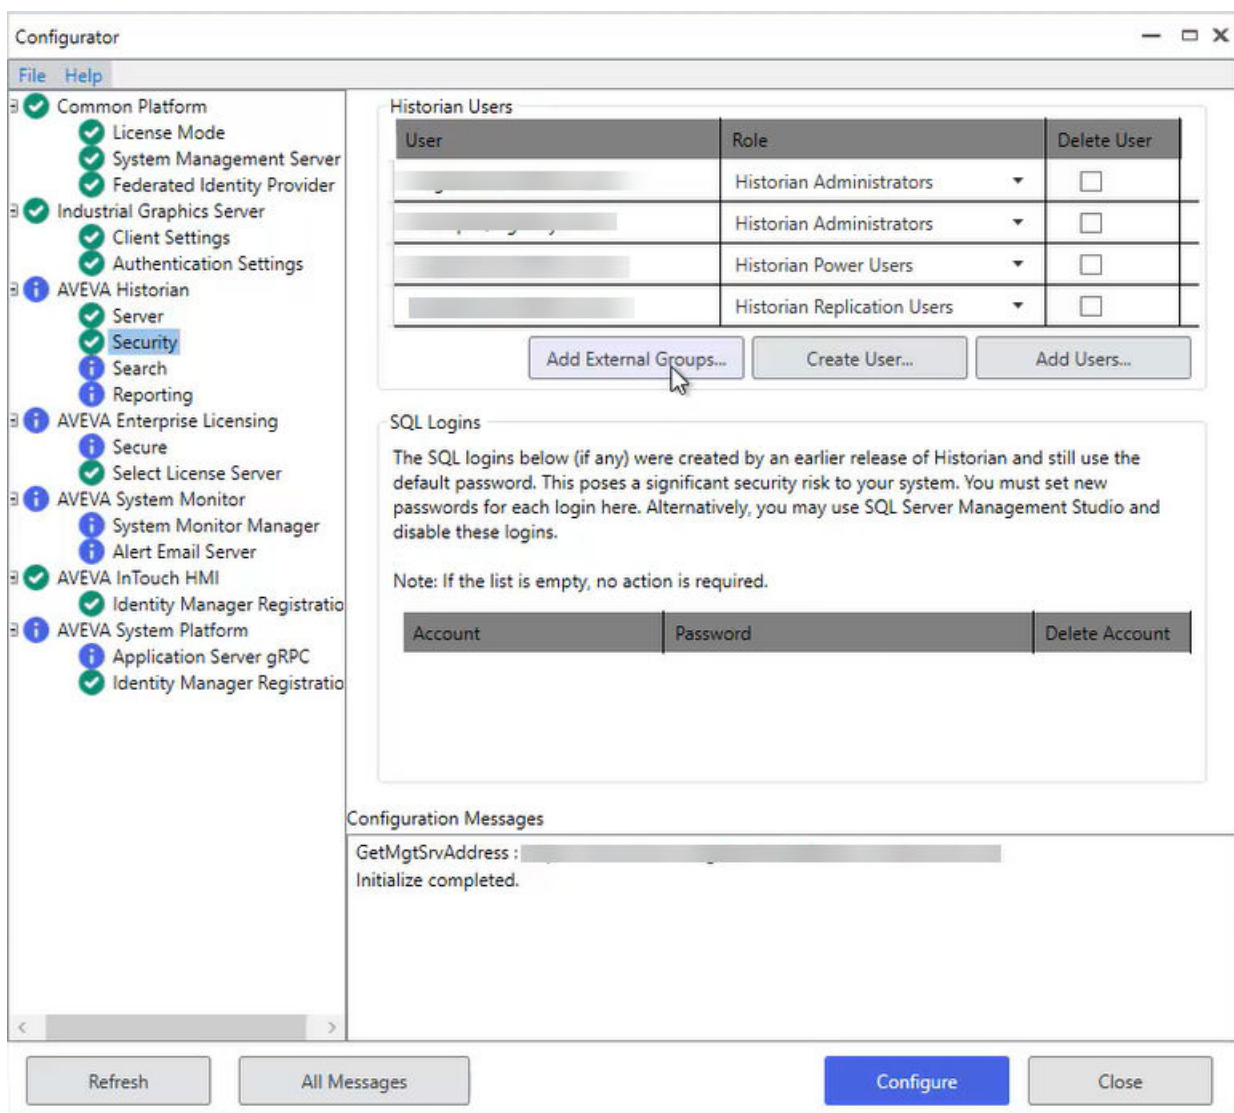 Configurator
File Help
Common Platform
License Mode
System Management Server
Federated Identity Provider
Industrial Graphics Server
Client Settings
Authentication Settings
AVEVA Historian
Server
Security
Search
Reporting
AVEVA Enterprise Licensing
Secure
Select License Server
AVEVA System Monitor
System Monitor Manager
Alert Email Server
AVEVA InTouch HMI
Identity Manager Registratio
AVEVA System Platform
Application Server gRPC
Identity Manager Registratio
Historian Users
User Role Delete User
Historian Administrators
Historian Administrators
Historian Power Users
Historian Replication Users
Add External Groups... Create User... Add Users...
SQL Logins
The SQL logins below (if any) were created by an earlier release of Historian and still use the
default password. This poses a significant security risk to your system. You must set new
passwords for each login here. Alternatively, you may use SQL Server Management Studio and
disable these logins.
Note: If the list is empty, no action is required.
Account Password Delete Account
Configuration Messages
GetMgtSrvAddress :
Initialize completed.
Refresh All Messages Configure Close